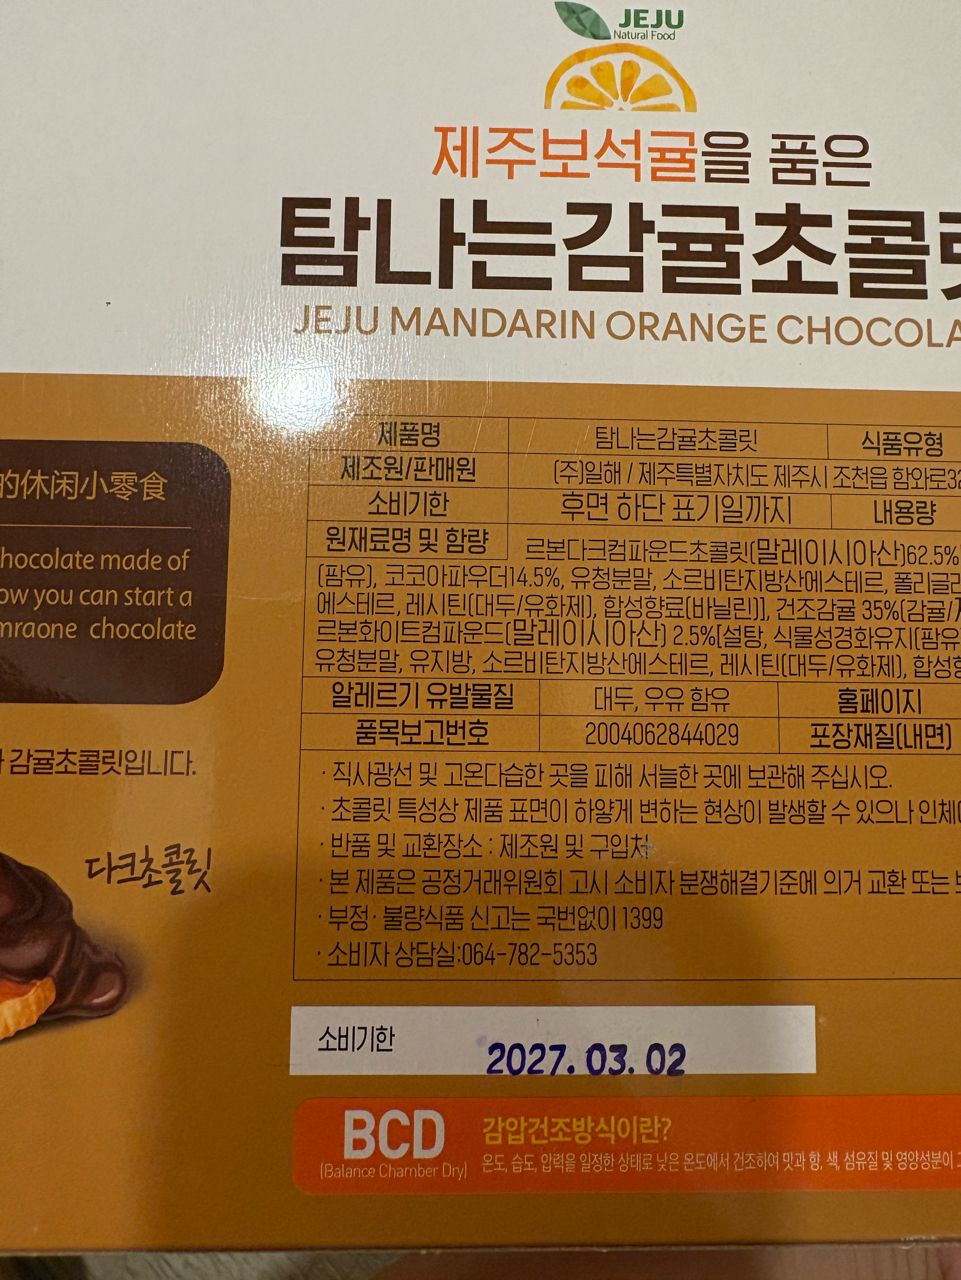 JEJU
Natural Food
제주보석귤을 품은
탐나는감귤초콜릿
JEJU MANDARIN ORANGE CHOCOLA
的休闲小零食
hocolate made of
ow you can start a
mraone chocolate
감귤초콜릿입니다.
다크초콜릿
제품명 탐나는감귤초콜릿 식품유형
제조원/판매원 (주)일해 / 제주특별자치도 제주시 조천읍 함와로32
소비기한 후면 하단 표기일까지 내용량
원재료명 및 함량 르본다크컴파운드초콜릿(말레이시아산)62.5%
(팜유), 코코아파우더14.5%, 유청분말, 소르비탄지방산에스테르, 폴리글리
에스테르, 레시틴(대두/유화제), 합성향료(바닐린)], 건조감귤 35%(감귤/
르본화이트컴파운드(말레이시아산) 2.5%[설탕, 식물성경화유지(팜유
유청분말, 유지방, 소르비탄지방산에스테르, 레시틴(대두/유화제), 합성향
알레르기 유발물질 대두, 우유 함유 홈페이지
품목보고번호 2004062844029 포장재질(내면)
· 직사광선 및 고온다습한 곳을 피해 서늘한 곳에 보관해 주십시오.
· 초콜릿 특성상 제품 표면이 하얗게 변하는 현상이 발생할 수 있으나 인체에
· 반품 및 교환장소 : 제조원 및 구입처
· 본 제품은 공정거래위원회 고시 소비자 분쟁해결기준에 의거 교환 또는
· 부정·불량식품 신고는 국번없이 1399
· 소비자 상담실:064-782-5353
소비기한 2027. 03. 02
BCD
(Balance Chamber Dry)
감압건조방식이란?
온도, 습도, 압력을 일정한 상태로 낮은 온도에서 건조하여 맛과 향, 색, 섬유질 및 영양성분이